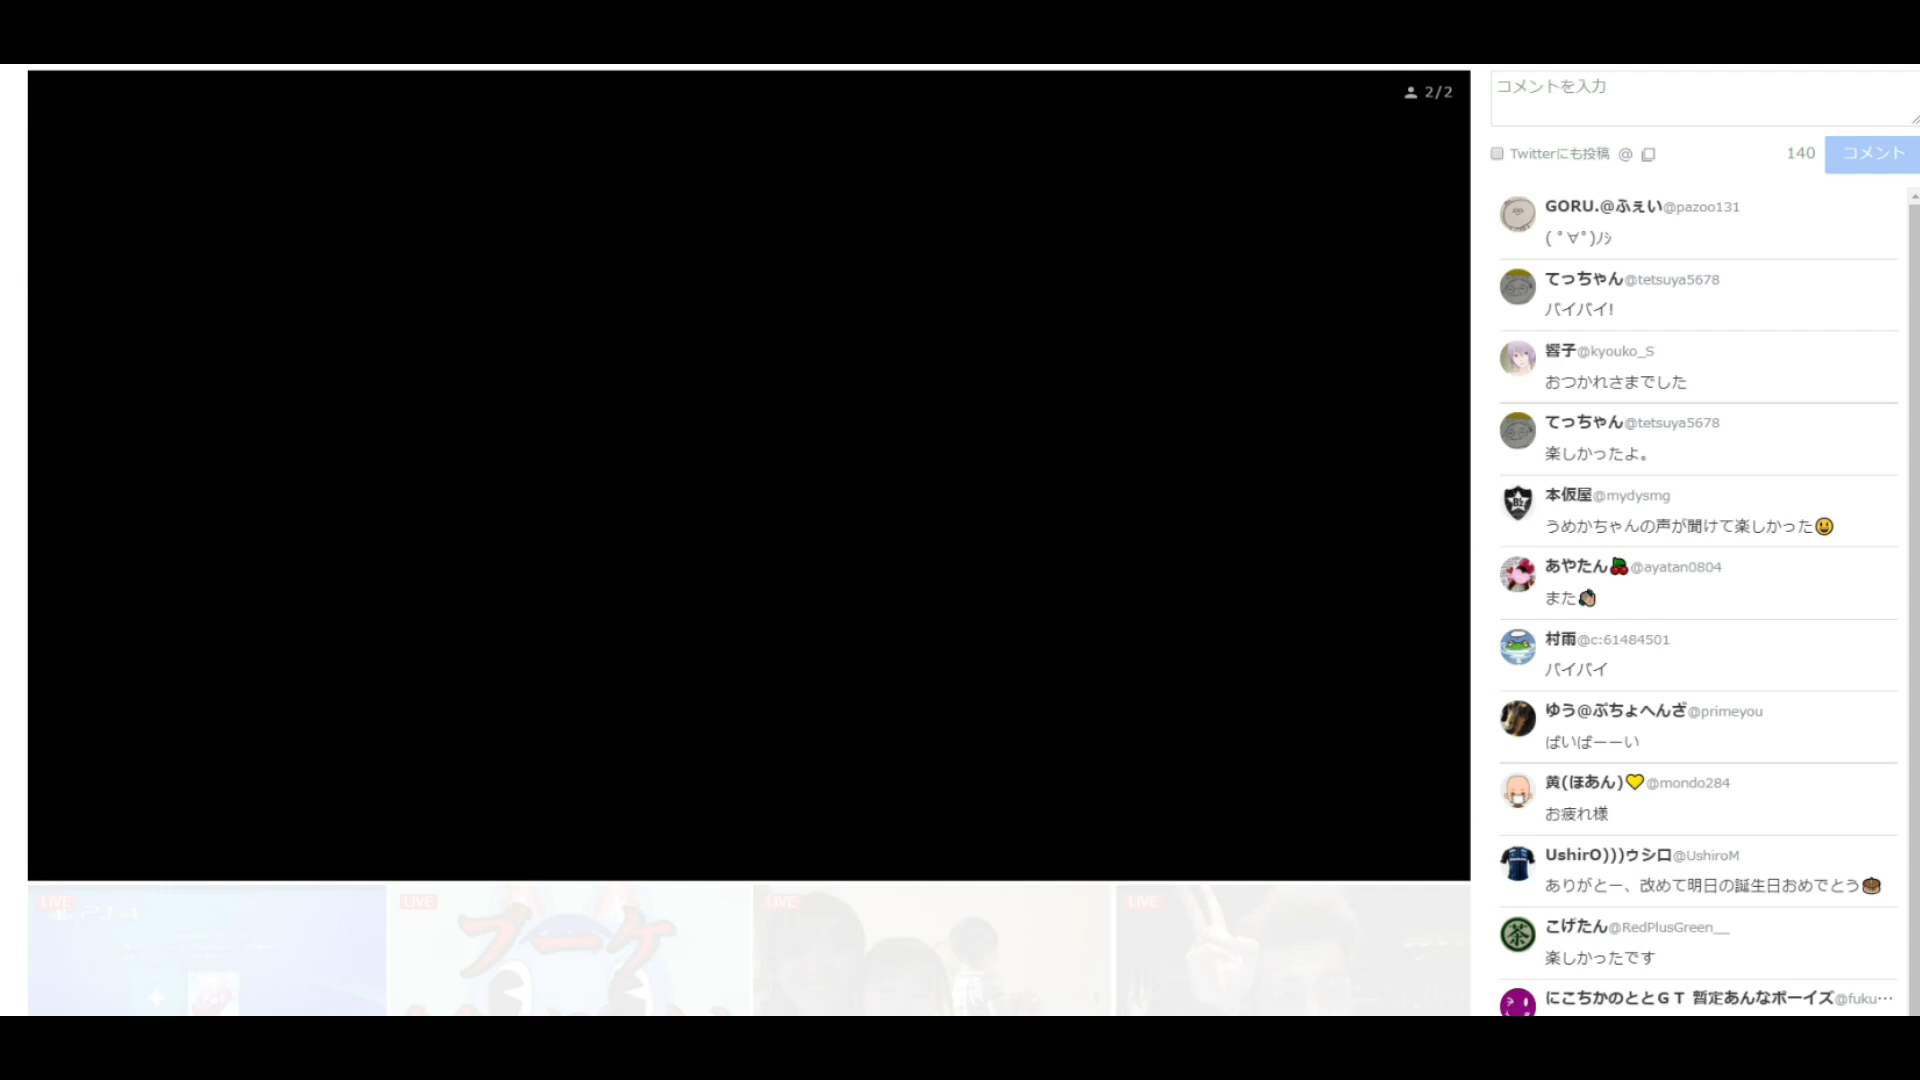 2/2
コメントを入力
Twitterにも投稿 @
140
コメント
GORU.@ふぇい@pazoo131
( ﾟ∀ﾟ)ﾉｼ
てっちゃん@tetsuya5678
バイバイ!
響子@kyouko_S
おつかれさまでした
てっちゃん@tetsuya5678
楽しかったよ。
本仮屋@mydysmg
うめかちゃんの声が聞けて楽しかった😃
あやたん🍒@ayatan0804
また👋
村雨@c:61484501
バイバイ
ゆう@ぷちょへんざ@primeyou
ばいばーーい
黄(ほあん)💛@mondo284
お疲れ様
UshirO)))ゥシロ@UshiroM
ありがとー、改めて明日の誕生日おめでとう🎂
こげたん@RedPlusGreen__
楽しかったです
にこちかのととＧＴ 暫定あんなボーイズ@fuku…
LIVE
PS4
LIVE
ブーケ
LIVE
LIVE